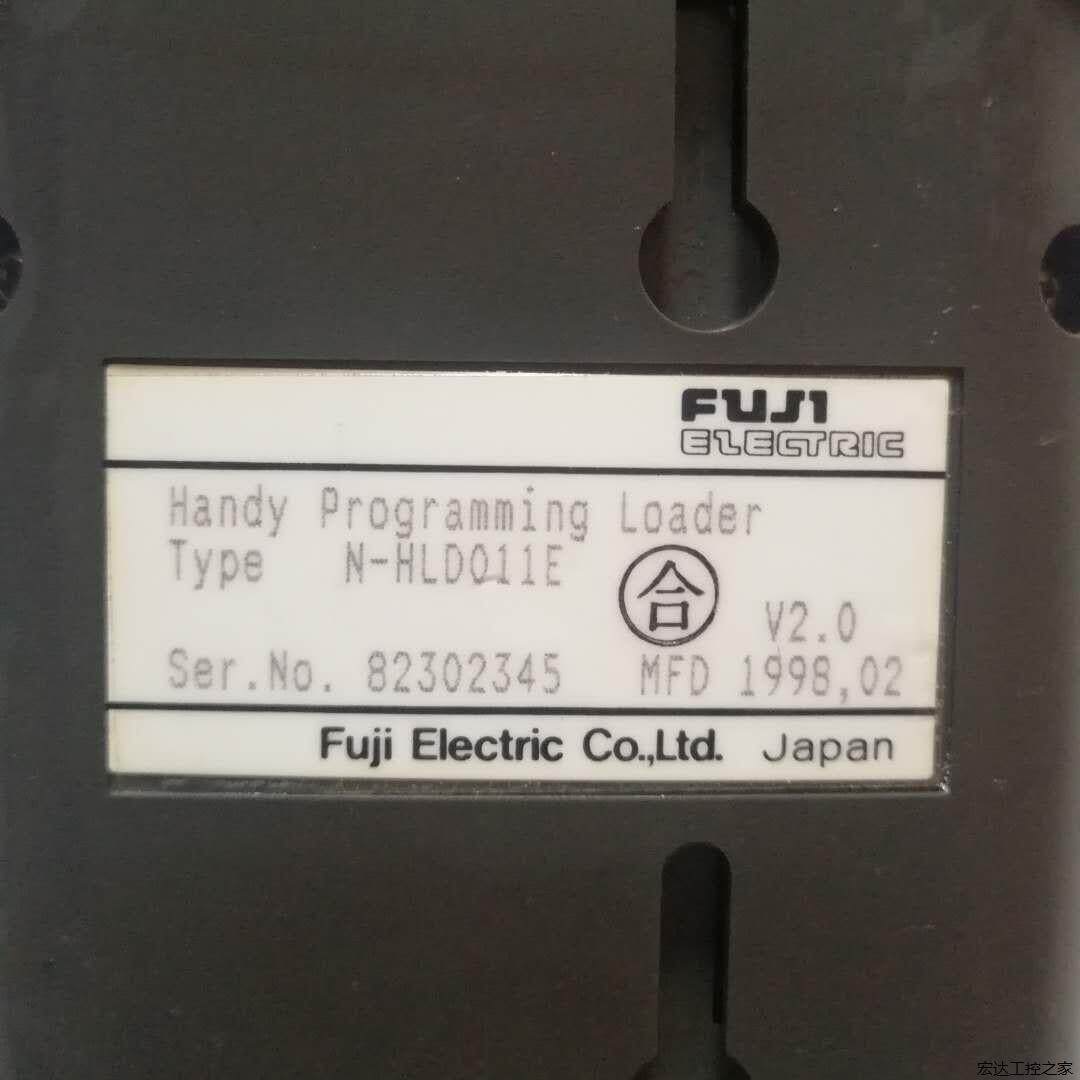 FUJI
ELECTRIC
Handy Programming Loader
Type N-HLD011E
合
V2.0
Ser.No. 82302345 MFD 1998,02
Fuji Electric Co.,Ltd. Japan
宏达工控之家